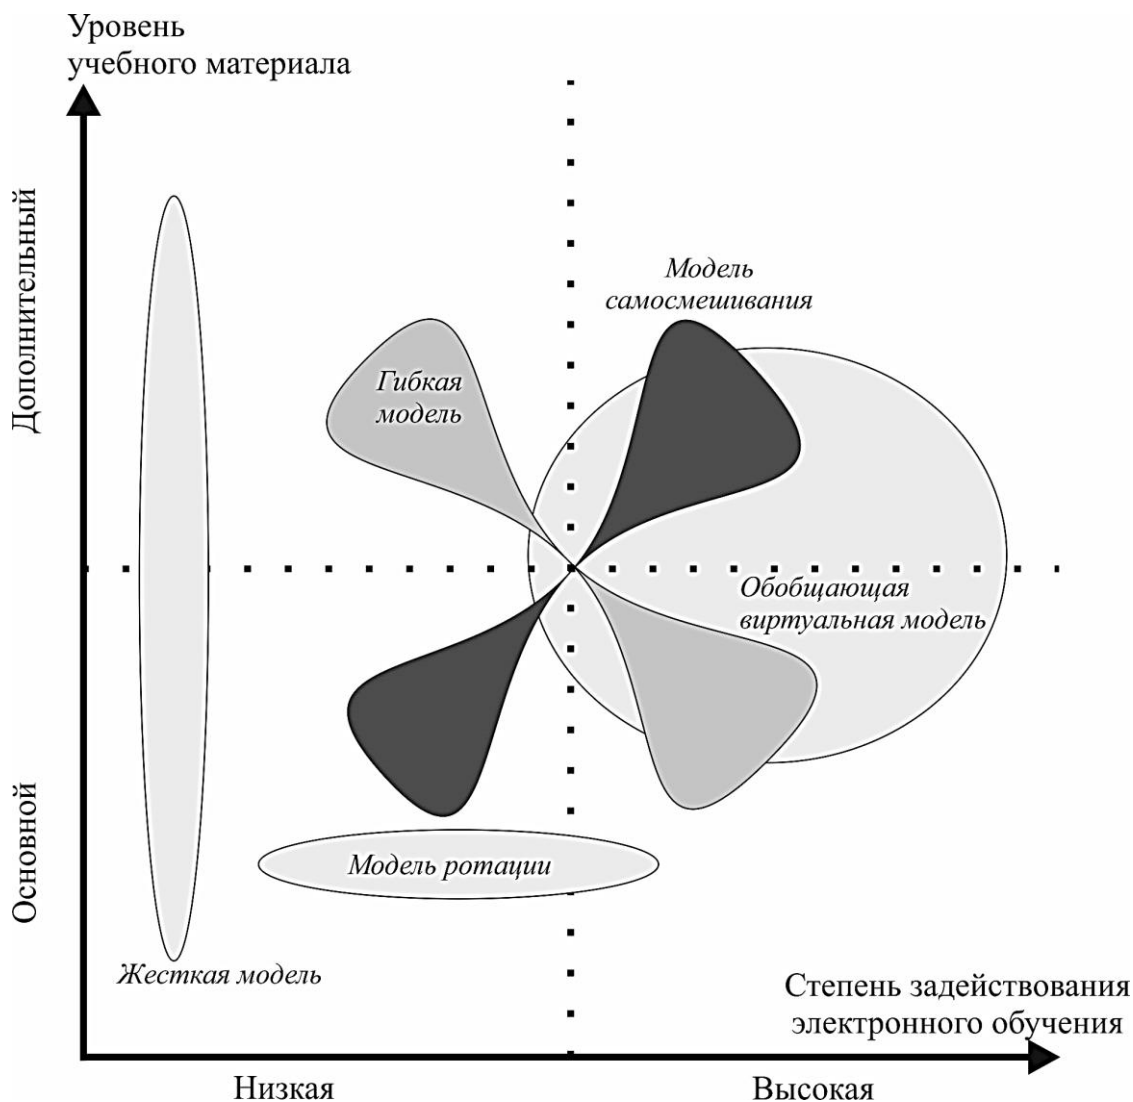 Уровень
учебного материала
Дополнительный
Модель
самосмешивания
Гибкая
модель
Обобщающая
виртуальная модель
Основной
Модель ротации
Жесткая модель
Степень задействования
электронного обучения
Низкая
Высокая